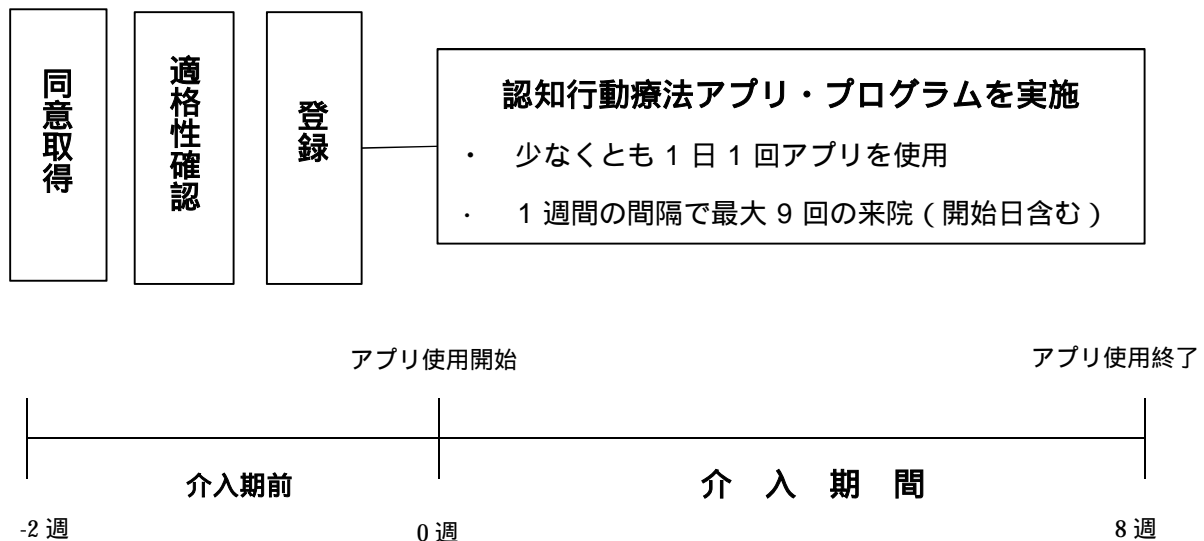 同意取得
適格性確認
登録
認知行動療法アプリ・プログラムを実施
・ 少なくとも 1 日 1 回アプリを使用
・ 1 週間の間隔で最大 9 回の来院（開始日含む）
アプリ使用開始
アプリ使用終了
介入期前
介 入 期 間
-2 週
0 週
8 週